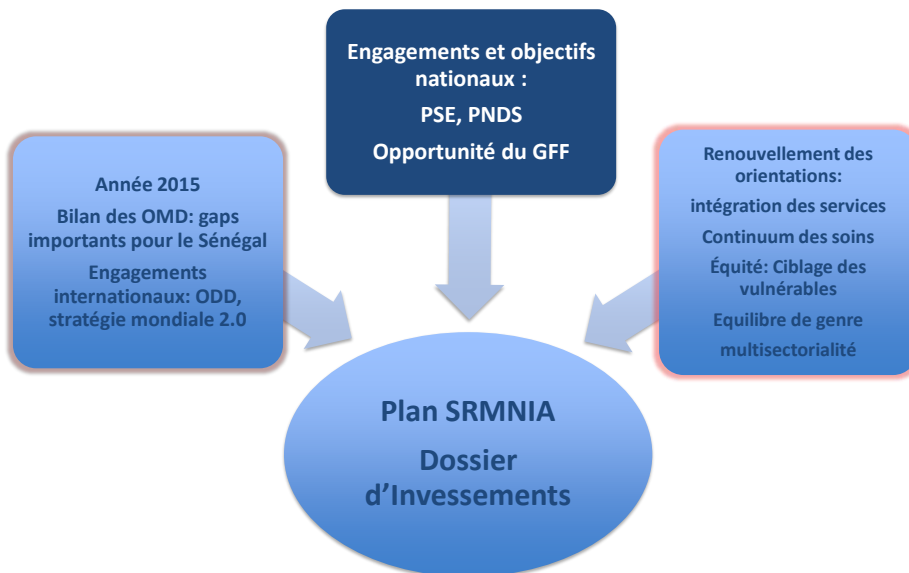 Engagements et objectifs
nationaux :
PSE, PNDS
Opportunité du GFF
Année 2015
Bilan des OMD: gaps
importants pour le Sénégal
Engagements
internationaux: ODD,
stratégie mondiale 2.0
Renouvellement des
orientations:
intégration des services
Continuum des soins
Équité: Ciblage des
vulnérables
Equilibre de genre
multisectorialité
Plan SRMNIA
Dossier
d’Invessements